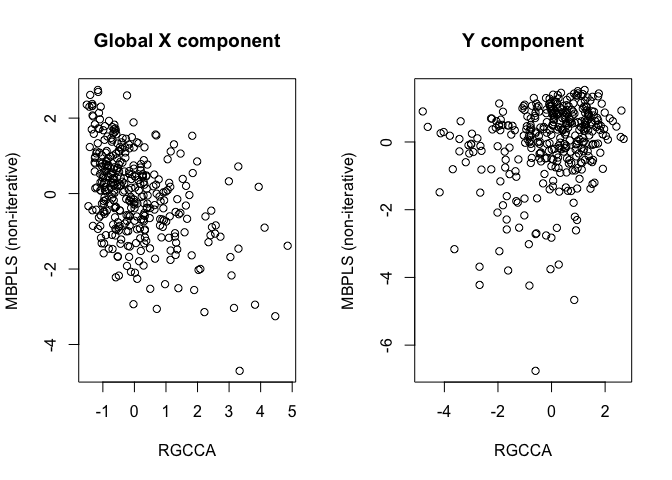 Global X component
MBPLS (non-iterative)
2
0
-2
-4
-1 0 1 2 3 4 5
RGCCA
Y component
MBPLS (non-iterative)
0
-2
-4
-6
-4 -2 0 2
RGCCA